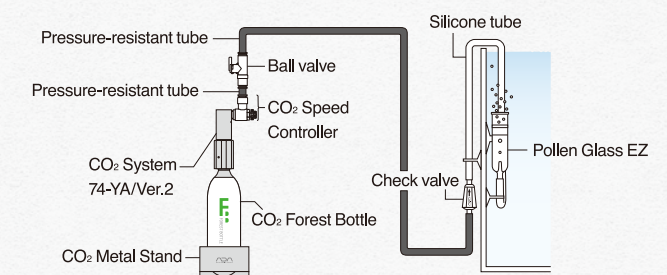 Silicone tube
Pressure-resistant tube
Ball valve
Pressure-resistant tube
CO₂ Speed
Controller
Pollen Glass EZ
CO₂ System
74-YA/Ver.2
Check valve
CO₂ Forest Bottle
CO₂ Metal Stand
ADA